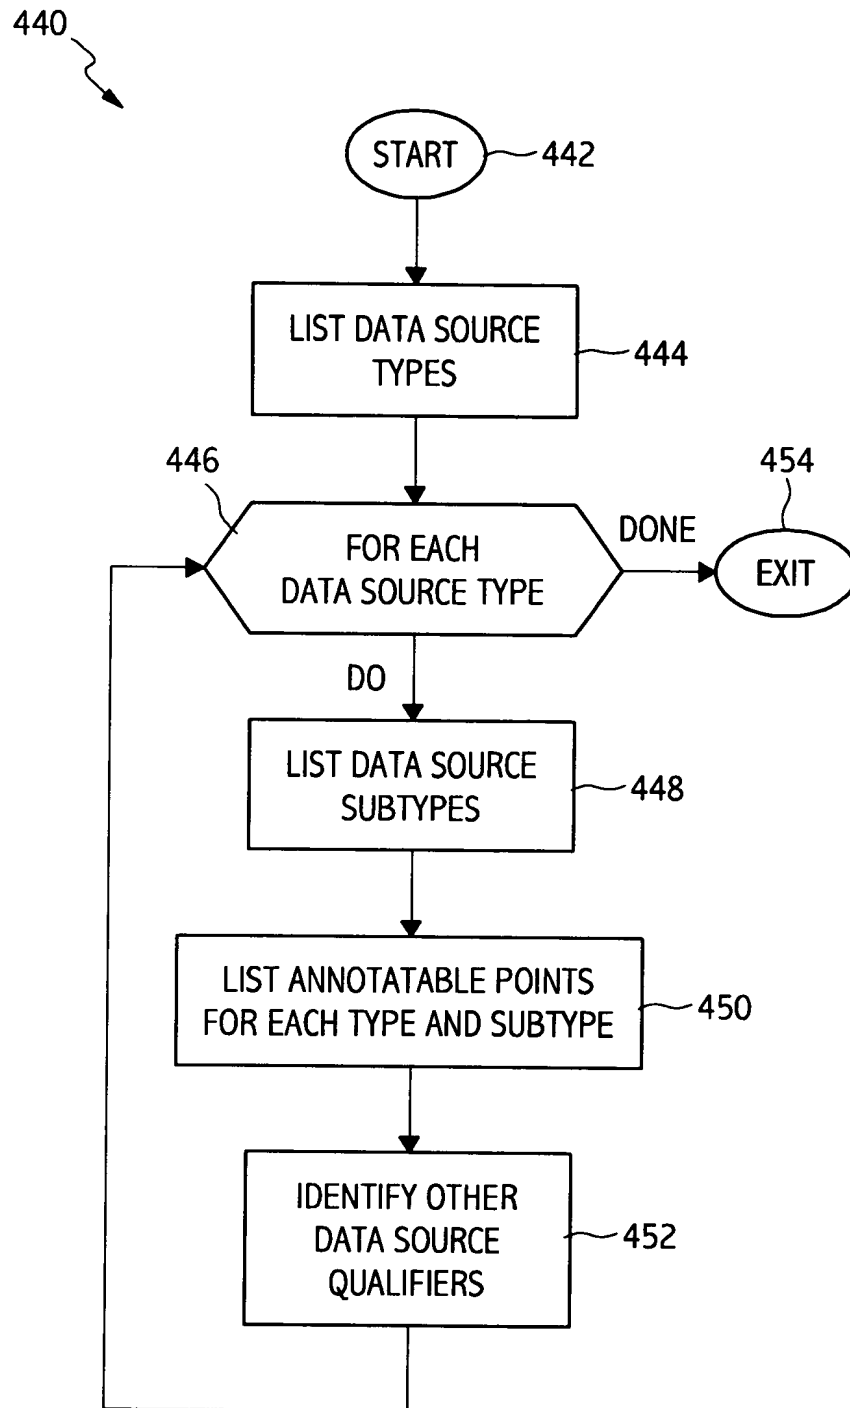 440
START
442
LIST DATA SOURCE
TYPES
444
446
454
FOR EACH
DATA SOURCE TYPE
DONE
EXIT
DO
LIST DATA SOURCE
SUBTYPES
448
LIST ANNOTATABLE POINTS
FOR EACH TYPE AND SUBTYPE
450
IDENTIFY OTHER
DATA SOURCE
QUALIFIERS
452